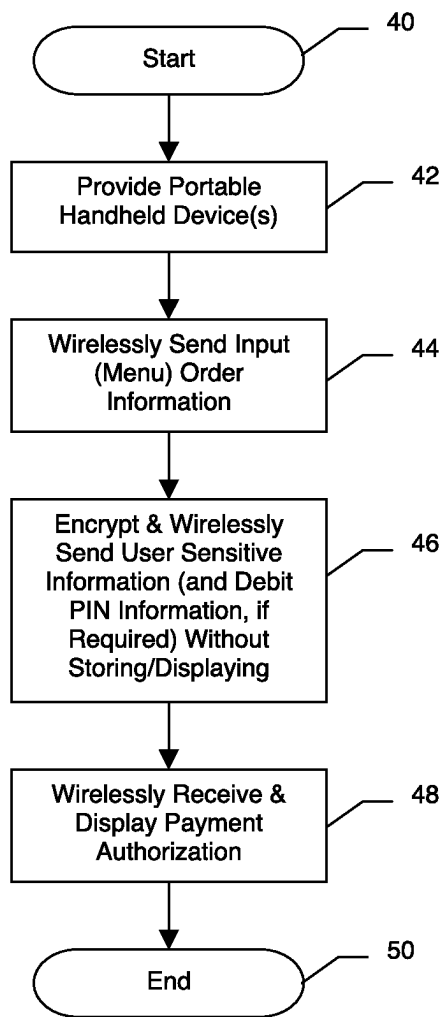 Start
40
Provide Portable
Handheld Device(s)
42
Wirelessly Send Input
(Menu) Order
Information
44
Encrypt & Wirelessly
Send User Sensitive
Information (and Debit
PIN Information, if
Required) Without
Storing/Displaying
46
Wirelessly Receive &
Display Payment
Authorization
48
End
50